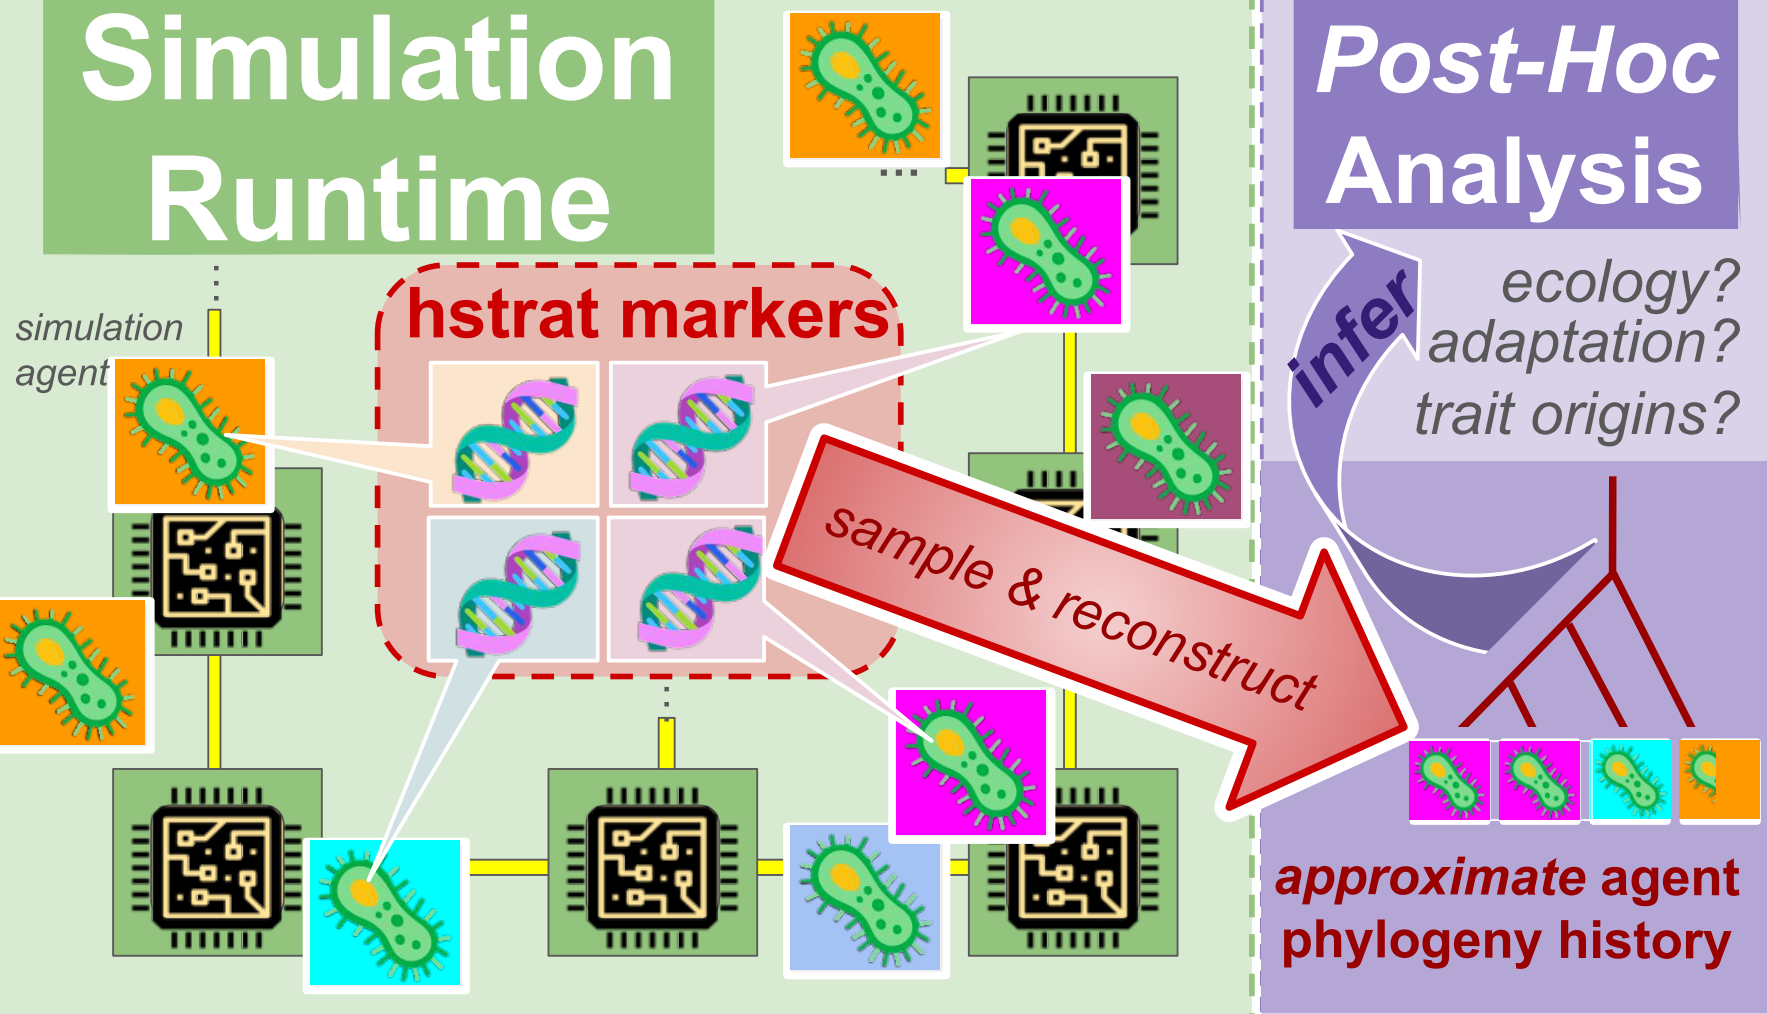 Simulation
Runtime
simulation
agent
hstrat markers
sample & reconstruct
Post-Hoc
Analysis
infer
ecology?
adaptation?
trait origins?
approximate agent
phylogeny history